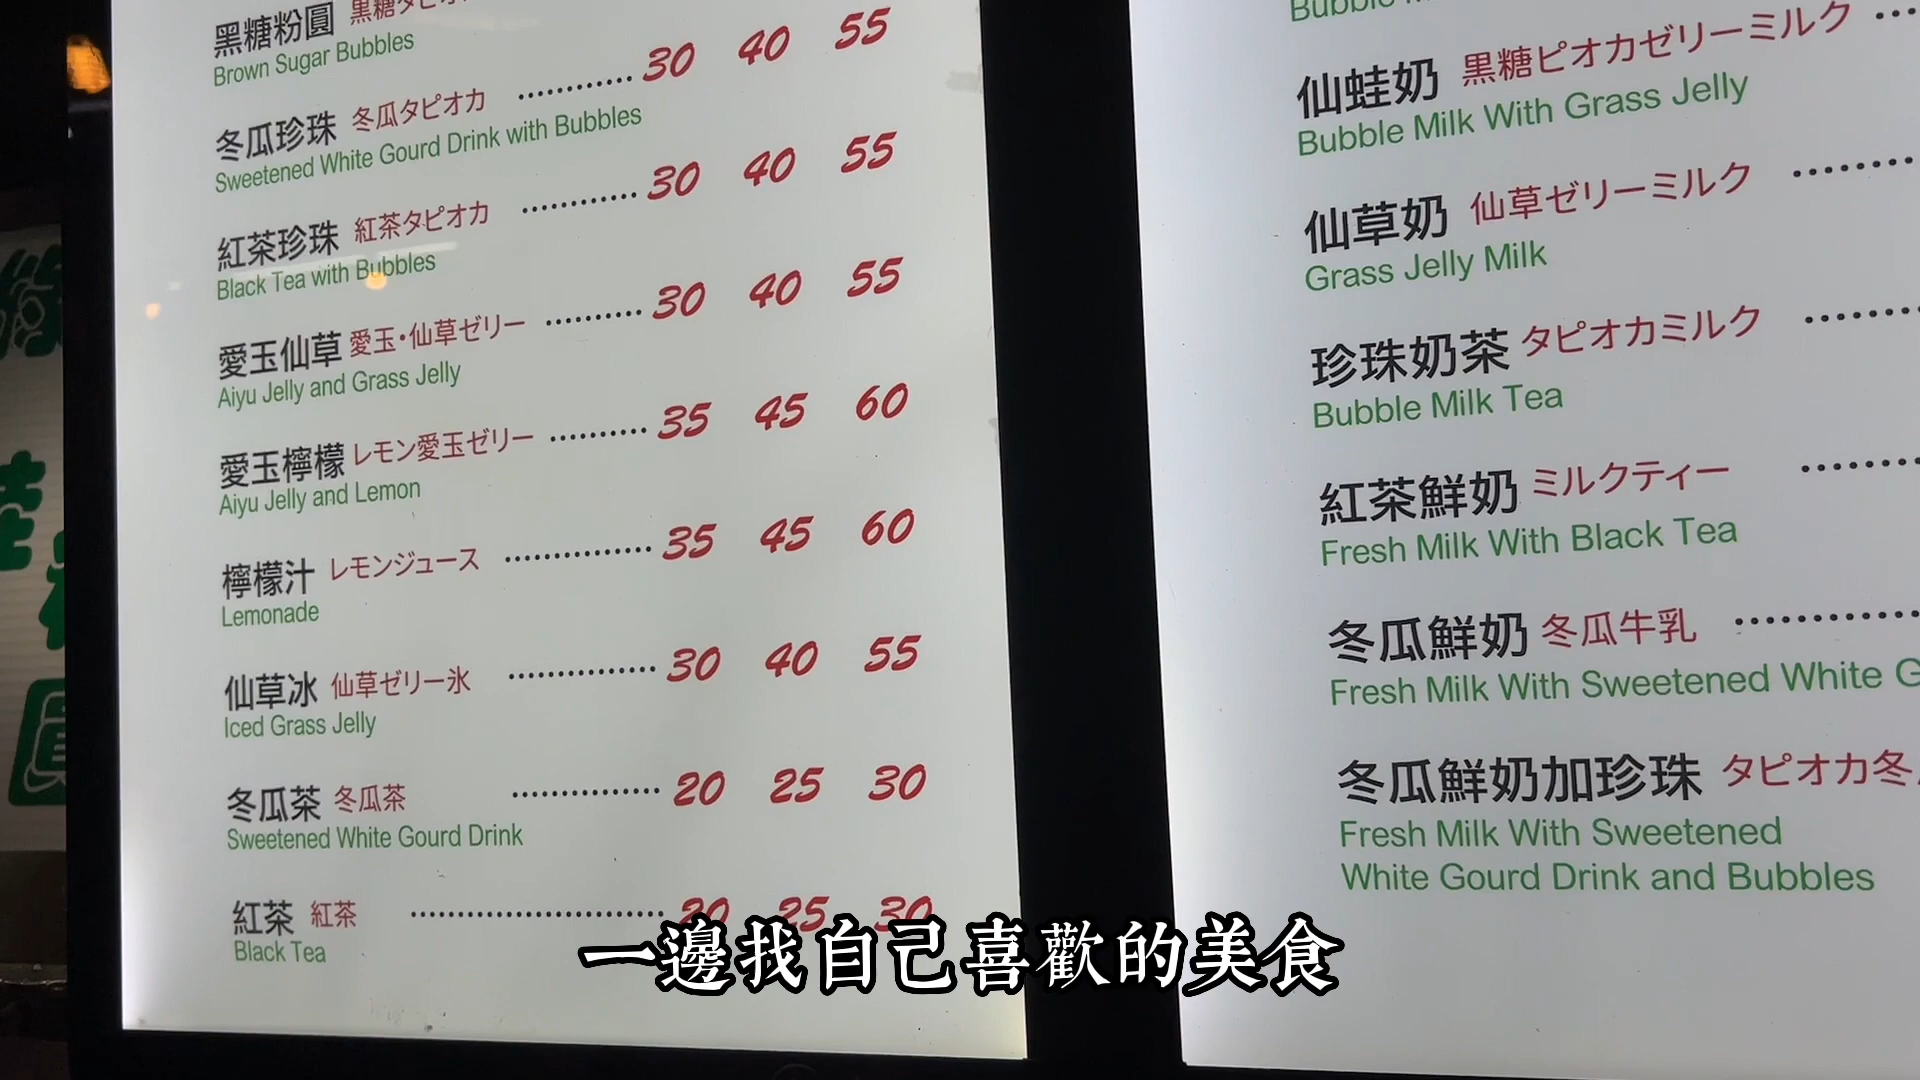 黑糖粉圓
Brown Sugar Bubbles
30 40 55
冬瓜珍珠 冬瓜タピオカ
Sweetened White Gourd Drink with Bubbles
30 40 55
紅茶珍珠 紅茶タピオカ
Black Tea with Bubbles
30 40 55
愛玉仙草 愛玉・仙草ゼリー
Aiyu Jelly and Grass Jelly
35 45 60
愛玉檸檬 レモン愛玉ゼリー
Aiyu Jelly and Lemon
35 45 60
檸檬汁 レモンジュース
Lemonade
30 40 55
仙草冰 仙草ゼリー氷
Iced Grass Jelly
20 25 30
冬瓜茶 冬瓜茶
Sweetened White Gourd Drink
20 25 30
紅茶 紅茶
Black Tea
Bubble
仙蛙奶 黒糖ピオカゼリーミルク
Bubble Milk With Grass Jelly
仙草奶 仙草ゼリーミルク
Grass Jelly Milk
珍珠奶茶 タピオカミルク
Bubble Milk Tea
紅茶鮮奶 ミルクティー
Fresh Milk With Black Tea
冬瓜鮮奶 冬瓜牛乳
Fresh Milk With Sweetened White G
冬瓜鮮奶加珍珠 タピオカ冬
Fresh Milk With Sweetened
White Gourd Drink and Bubbles
一邊找自己喜歡的美食